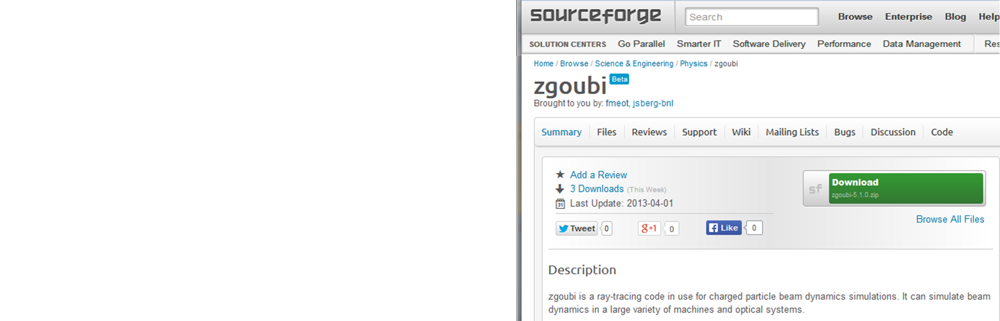 sourceforge Search Browse Enterprise Blog Help
SOLUTION CENTERS Go Parallel Smarter IT Software Delivery Performance Data Management Res
Home / Browse / Science & Engineering / Physics / zgoubi
zgoubi Beta
Brought to you by: fmeot, jsberg-bnl
Summary Files Reviews Support Wiki Mailing Lists Bugs Discussion Code
Add a Review
3 Downloads (This Week)
31 Last Update: 2013-04-01
sf Download
zgoubi-5.1.0.zip
Browse All Files
Tweet 0 g+1 0 Like 0
Description
zgoubi is a ray-tracing code in use for charged particle beam dynamics simulations. It can simulate beam
dynamics in a large variety of machines and optical systems.